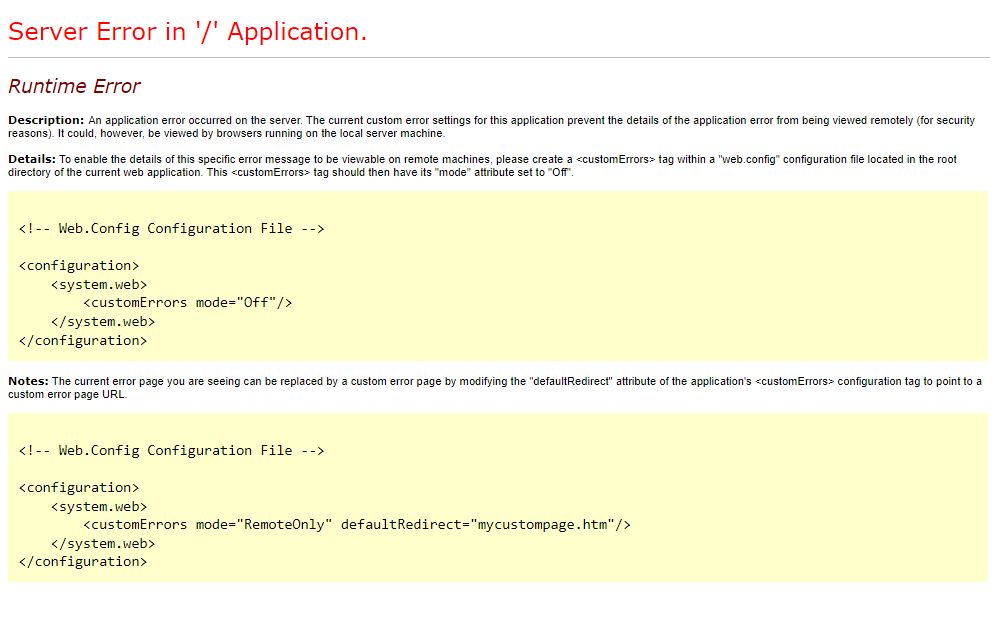 Server Error in '/' Application.
Runtime Error
Description: An application error occurred on the server. The current custom error settings for this application prevent the details of the application error from being viewed remotely (for security
reasons). It could, however, be viewed by browsers running on the local server machine.
Details: To enable the details of this specific error message to be viewable on remote machines, please create a <customErrors> tag within a "web.config" configuration file located in the root
directory of the current web application. This <customErrors> tag should then have its "mode" attribute set to "Off".
<!-- Web.Config Configuration File -->
<configuration>
    <system.web>
        <customErrors mode="Off"/>
    </system.web>
</configuration>
Notes: The current error page you are seeing can be replaced by a custom error page by modifying the "defaultRedirect" attribute of the application's <customErrors> configuration tag to point to a
custom error page URL.
<!-- Web.Config Configuration File -->
<configuration>
    <system.web>
        <customErrors mode="RemoteOnly" defaultRedirect="mycustompage.htm"/>
    </system.web>
</configuration>